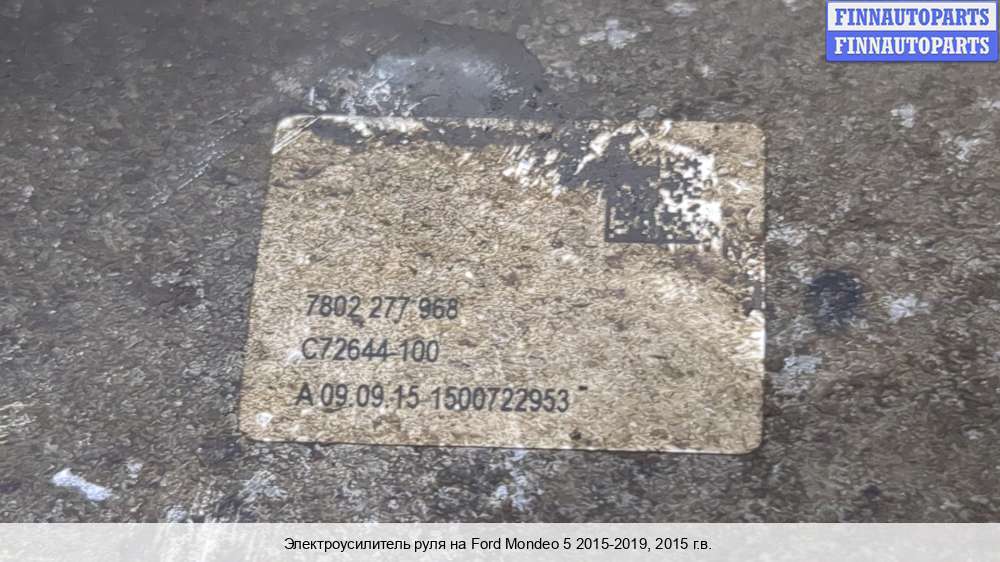 FINNAUTOPARTS
FINNAUTOPARTS
7802 277 968
C72644-100
A 09.09.15 1500722953
Электроусилитель руля на Ford Mondeo 5 2015-2019, 2015 г.в.